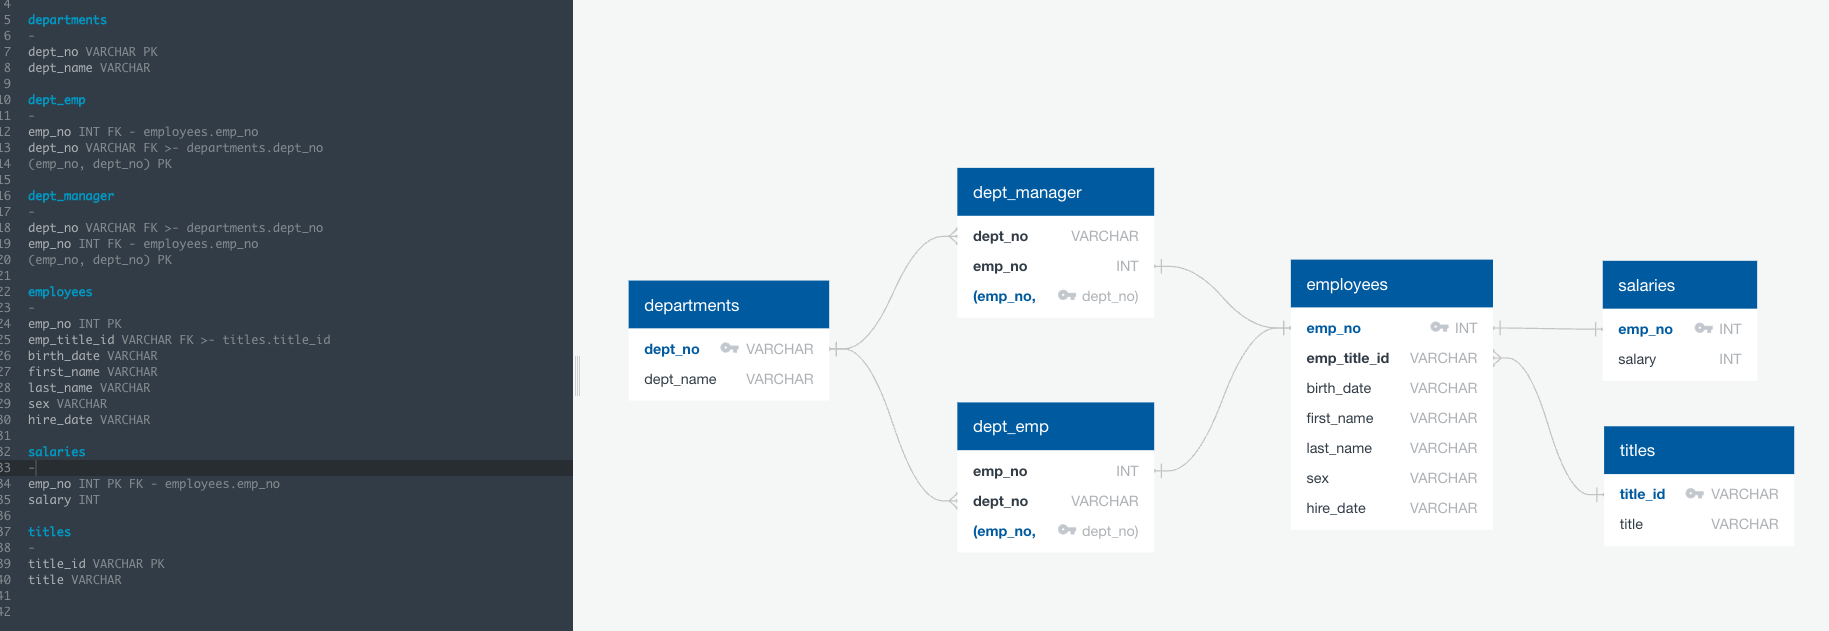 4
5 departments
6 -
7 dept_no VARCHAR PK
8 dept_name VARCHAR
9
10 dept_emp
11 -
12 emp_no INT FK - employees.emp_no
13 dept_no VARCHAR FK >- departments.dept_no
14 (emp_no, dept_no) PK
15
16 dept_manager
17 -
18 dept_no VARCHAR FK >- departments.dept_no
19 emp_no INT FK - employees.emp_no
20 (emp_no, dept_no) PK
21
22 employees
23 -
24 emp_no INT PK
25 emp_title_id VARCHAR FK >- titles.title_id
26 birth_date VARCHAR
27 first_name VARCHAR
28 last_name VARCHAR
29 sex VARCHAR
30 hire_date VARCHAR
31
32 salaries
33 -
34 emp_no INT PK FK - employees.emp_no
35 salary INT
36
37 titles
38 -
39 title_id VARCHAR PK
40 title VARCHAR
41
42
departments
dept_no VARCHAR
dept_name VARCHAR
dept_manager
dept_no VARCHAR
emp_no INT
(emp_no, dept_no)
dept_emp
emp_no INT
dept_no VARCHAR
(emp_no, dept_no)
employees
emp_no INT
emp_title_id VARCHAR
birth_date VARCHAR
first_name VARCHAR
last_name VARCHAR
sex VARCHAR
hire_date VARCHAR
salaries
emp_no INT
salary INT
titles
title_id VARCHAR
title VARCHAR